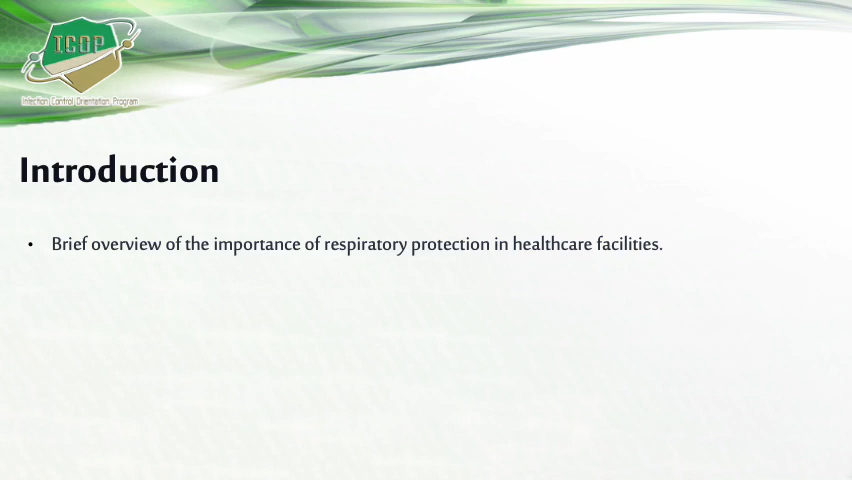 ICOP
Infection Control Orientation Program
Introduction
• Brief overview of the importance of respiratory protection in healthcare facilities.